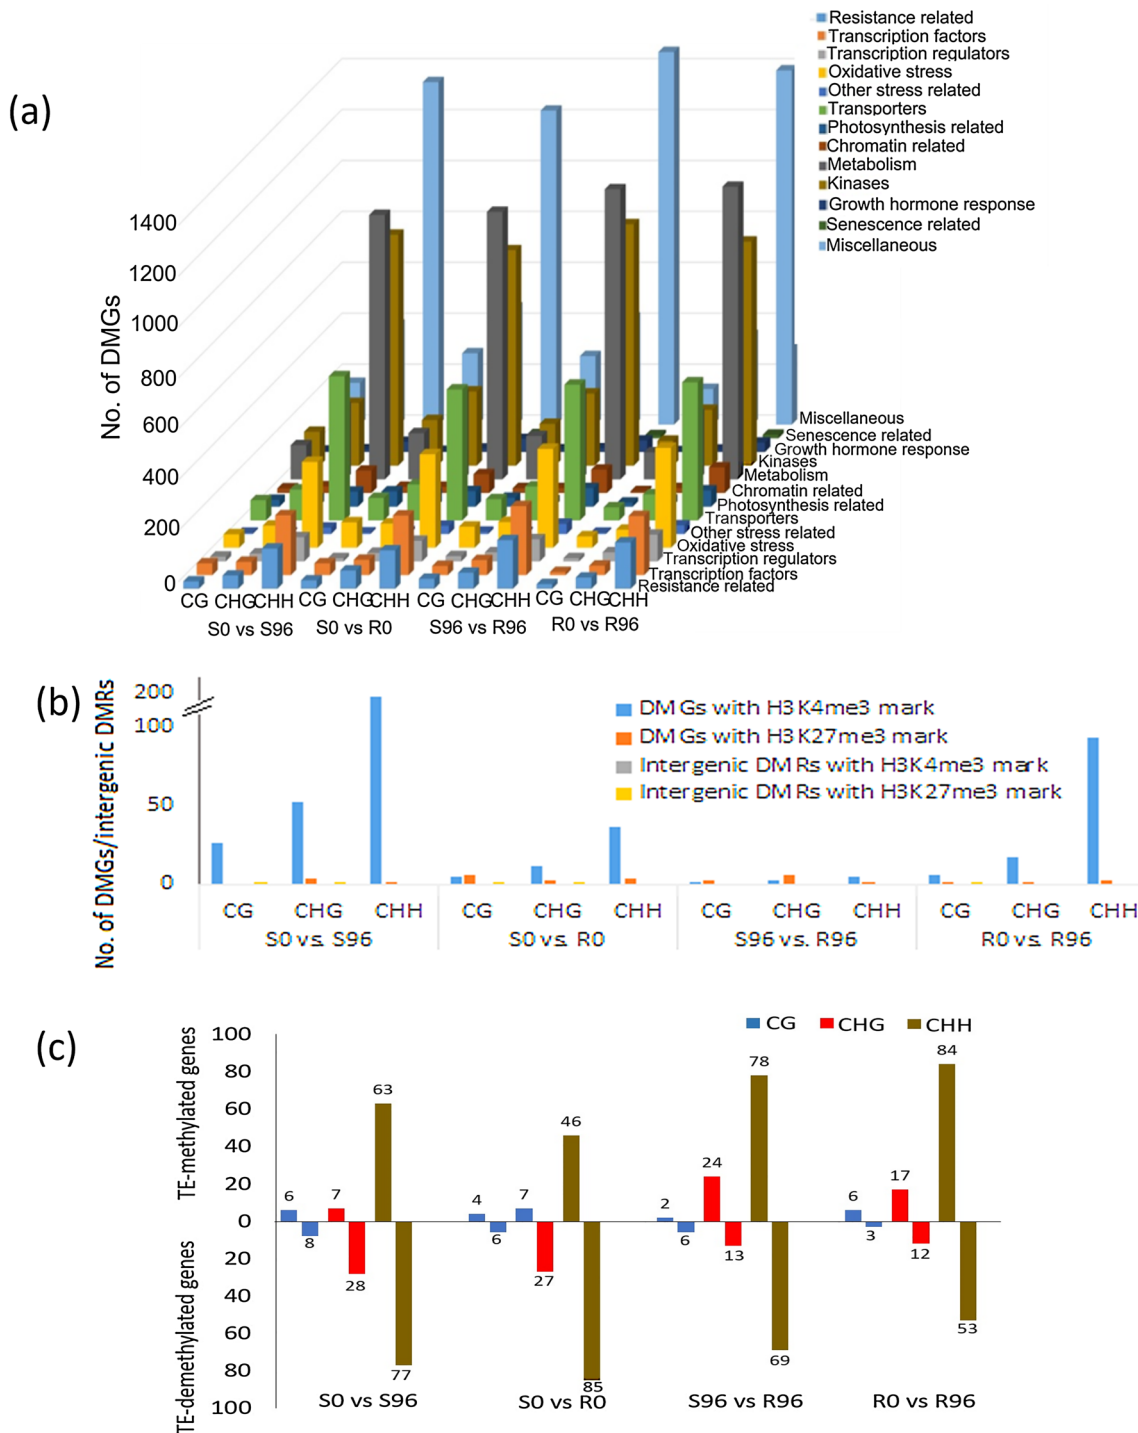 (a)
Resistance related
Transcription factors
Transcription regulators
Oxidative stress
Other stress related
Transporters
Photosynthesis related
Chromatin related
Metabolism
Kinases
Growth hormone response
Senescence related
Miscellaneous
No. of DMGs
1400
1200
1000
800
600
400
200
0
Miscellaneous
Senescence related
Growth hormone response
Kinases
Metabolism
Chromatin related
Photosynthesis related
Transporters
Other stress related
Oxidative stress
Transcription regulators
Transcription factors
Resistance related
CG CHG CHH CG CHG CHH CG CHG CHH CG CHG CHH
S0 vs S96 S0 vs R0 S96 vs R96 R0 vs R96
(b)
No. of DMGs/intergenic DMRs
200
100
50
0
DMGs with H3K4me3 mark
DMGs with H3K27me3 mark
Intergenic DMRs with H3K4me3 mark
Intergenic DMRs with H3K27me3 mark
CG CHG CHH CG CHG CHH CG CHG CHH CG CHG CHH
S0 vs. S96 S0 vs. R0 S96 vs. R96 R0 vs. R96
(c)
CG CHG CHH
TE-methylated genes
TE-demethylated genes
100
80
60
40
20
0
20
40
60
80
100
6 8 7 28 63 77
4 6 7 27 46 85
2 6 24 13 78 69
6 3 17 12 84 53
S0 vs S96 S0 vs R0 S96 vs R96 R0 vs R96